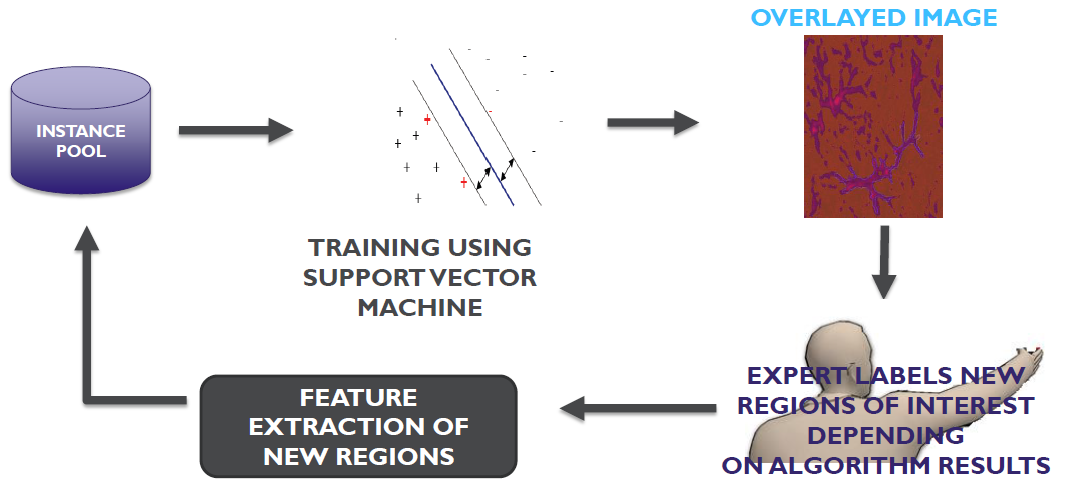 OVERLAYED IMAGE
INSTANCE
POOL
TRAINING USING
SUPPORT VECTOR
MACHINE
EXPERT LABELS NEW
REGIONS OF INTEREST
DEPENDING
ON ALGORITHM RESULTS
FEATURE
EXTRACTION OF
NEW REGIONS